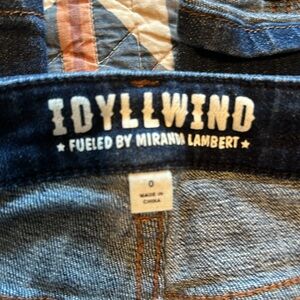 IDYLLWIND
★ FUELED BY MIRANDA LAMBERT ★
0
MADE IN
CHINA